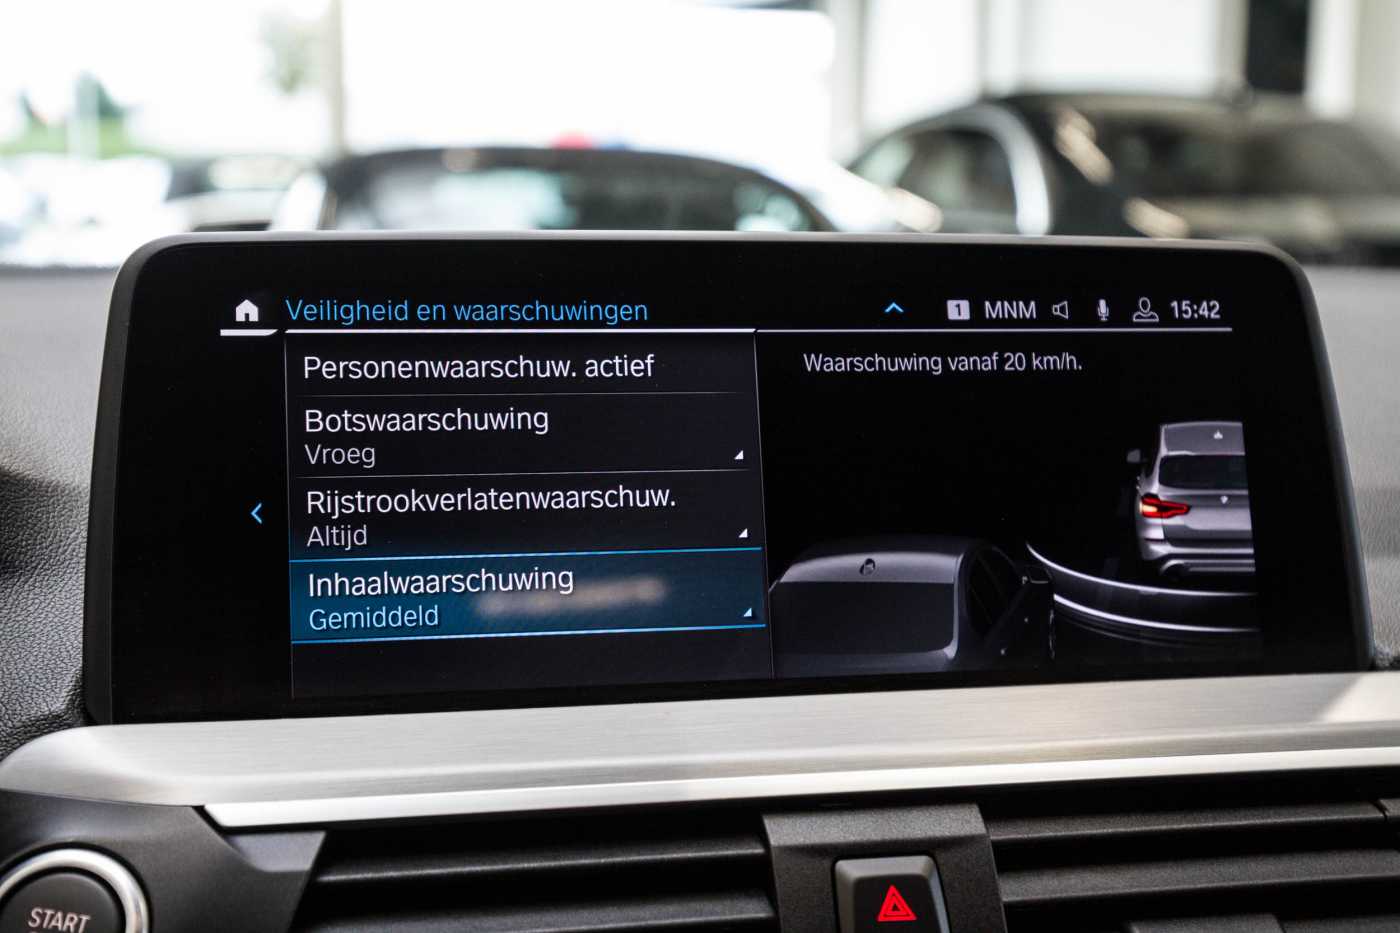 Veiligheid en waarschuwingen
1 MNM 15:42
Personenwaarschuw. actief
Botswaarschuwing
Vroeg
Rijstrookverlatenwaarschuw.
Altijd
Inhaalwaarschuwing
Gemiddeld
Waarschuwing vanaf 20 km/h.
START